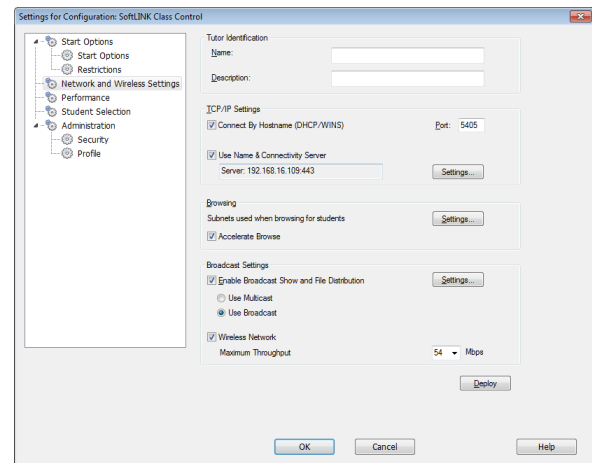 Settings for Configuration: SoftLINK Class Control
Start Options
Start Options
Restrictions
Network and Wireless Settings
Performance
Student Selection
Administration
Security
Profile
Tutor Identification
Name:
Description:
TCP/IP Settings
Connect By Hostname (DHCP/WINS) Port: 5405
Use Name & Connectivity Server
Server: 192.168.16.109:443 Settings...
Browsing
Subnets used when browsing for students Settings...
Accelerate Browse
Broadcast Settings
Enable Broadcast Show and File Distribution Settings...
Use Multicast
Use Broadcast
Wireless Network
Maximum Throughput 54 Mbps
Deploy
OK Cancel Help